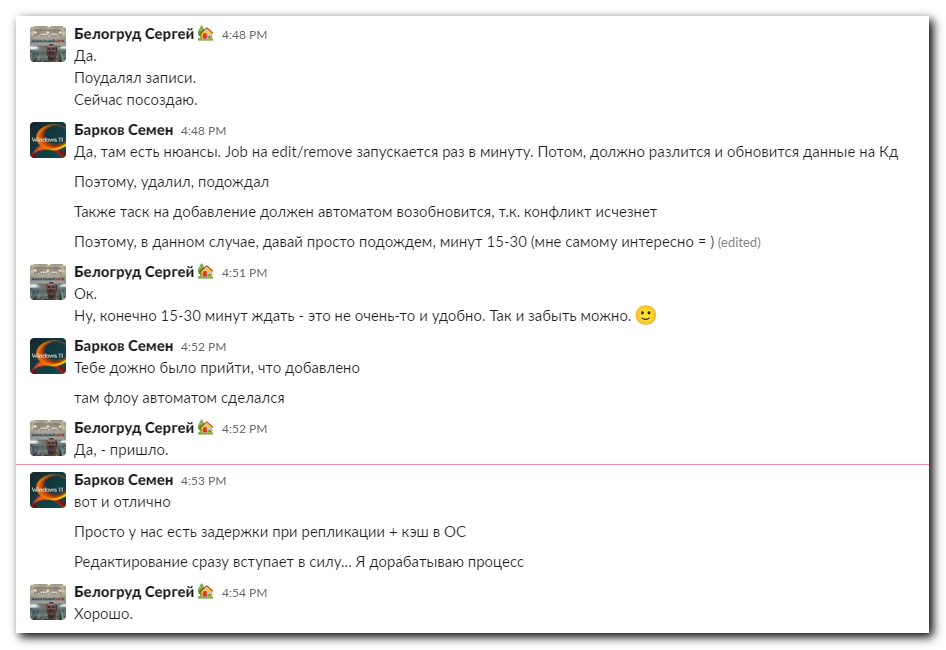 Белогруд Сергей 🏡 4:48 PM
Да.
Поудалял записи.
Сейчас посоздаю.
Барков Семен 4:48 PM
Windows 11
Да, там есть нюансы. Job на edit/remove запускается раз в минуту. Потом, должно разлится и обновится данные на Кд
Поэтому, удалил, подождал
Также таск на добавление должен автоматом возобновится, т.к. конфликт исчезнет
Поэтому, в данном случае, давай просто подождем, минут 15-30 (мне самому интересно = ) (edited)
Белогруд Сергей 🏡 4:51 PM
Ок.
Ну, конечно 15-30 минут ждать - это не очень-то и удобно. Так и забыть можно. 🙂
Барков Семен 4:52 PM
Windows 11
Тебе дожно было прийти, что добавлено
там флоу автоматом сделался
Белогруд Сергей 🏡 4:52 PM
Да, - пришло.
Барков Семен 4:53 PM
Windows 11
вот и отлично
Просто у нас есть задержки при репликации + кэш в ОС
Редактирование сразу вступает в силу... Я дорабатываю процесс
Белогруд Сергей 🏡 4:54 PM
Хорошо.